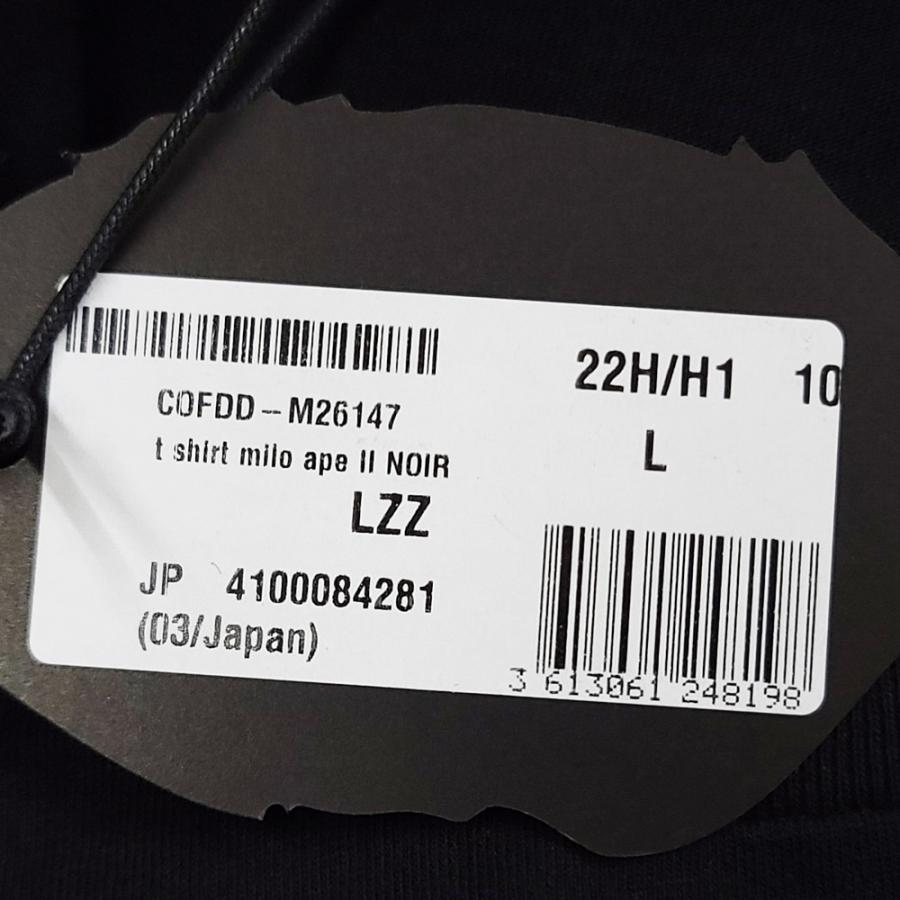 COFDD-M26147
t shirt milo ape II NOIR
LZZ
JP 4100084281
(03/Japan)
22H/H1 10
L
3 613061 248198